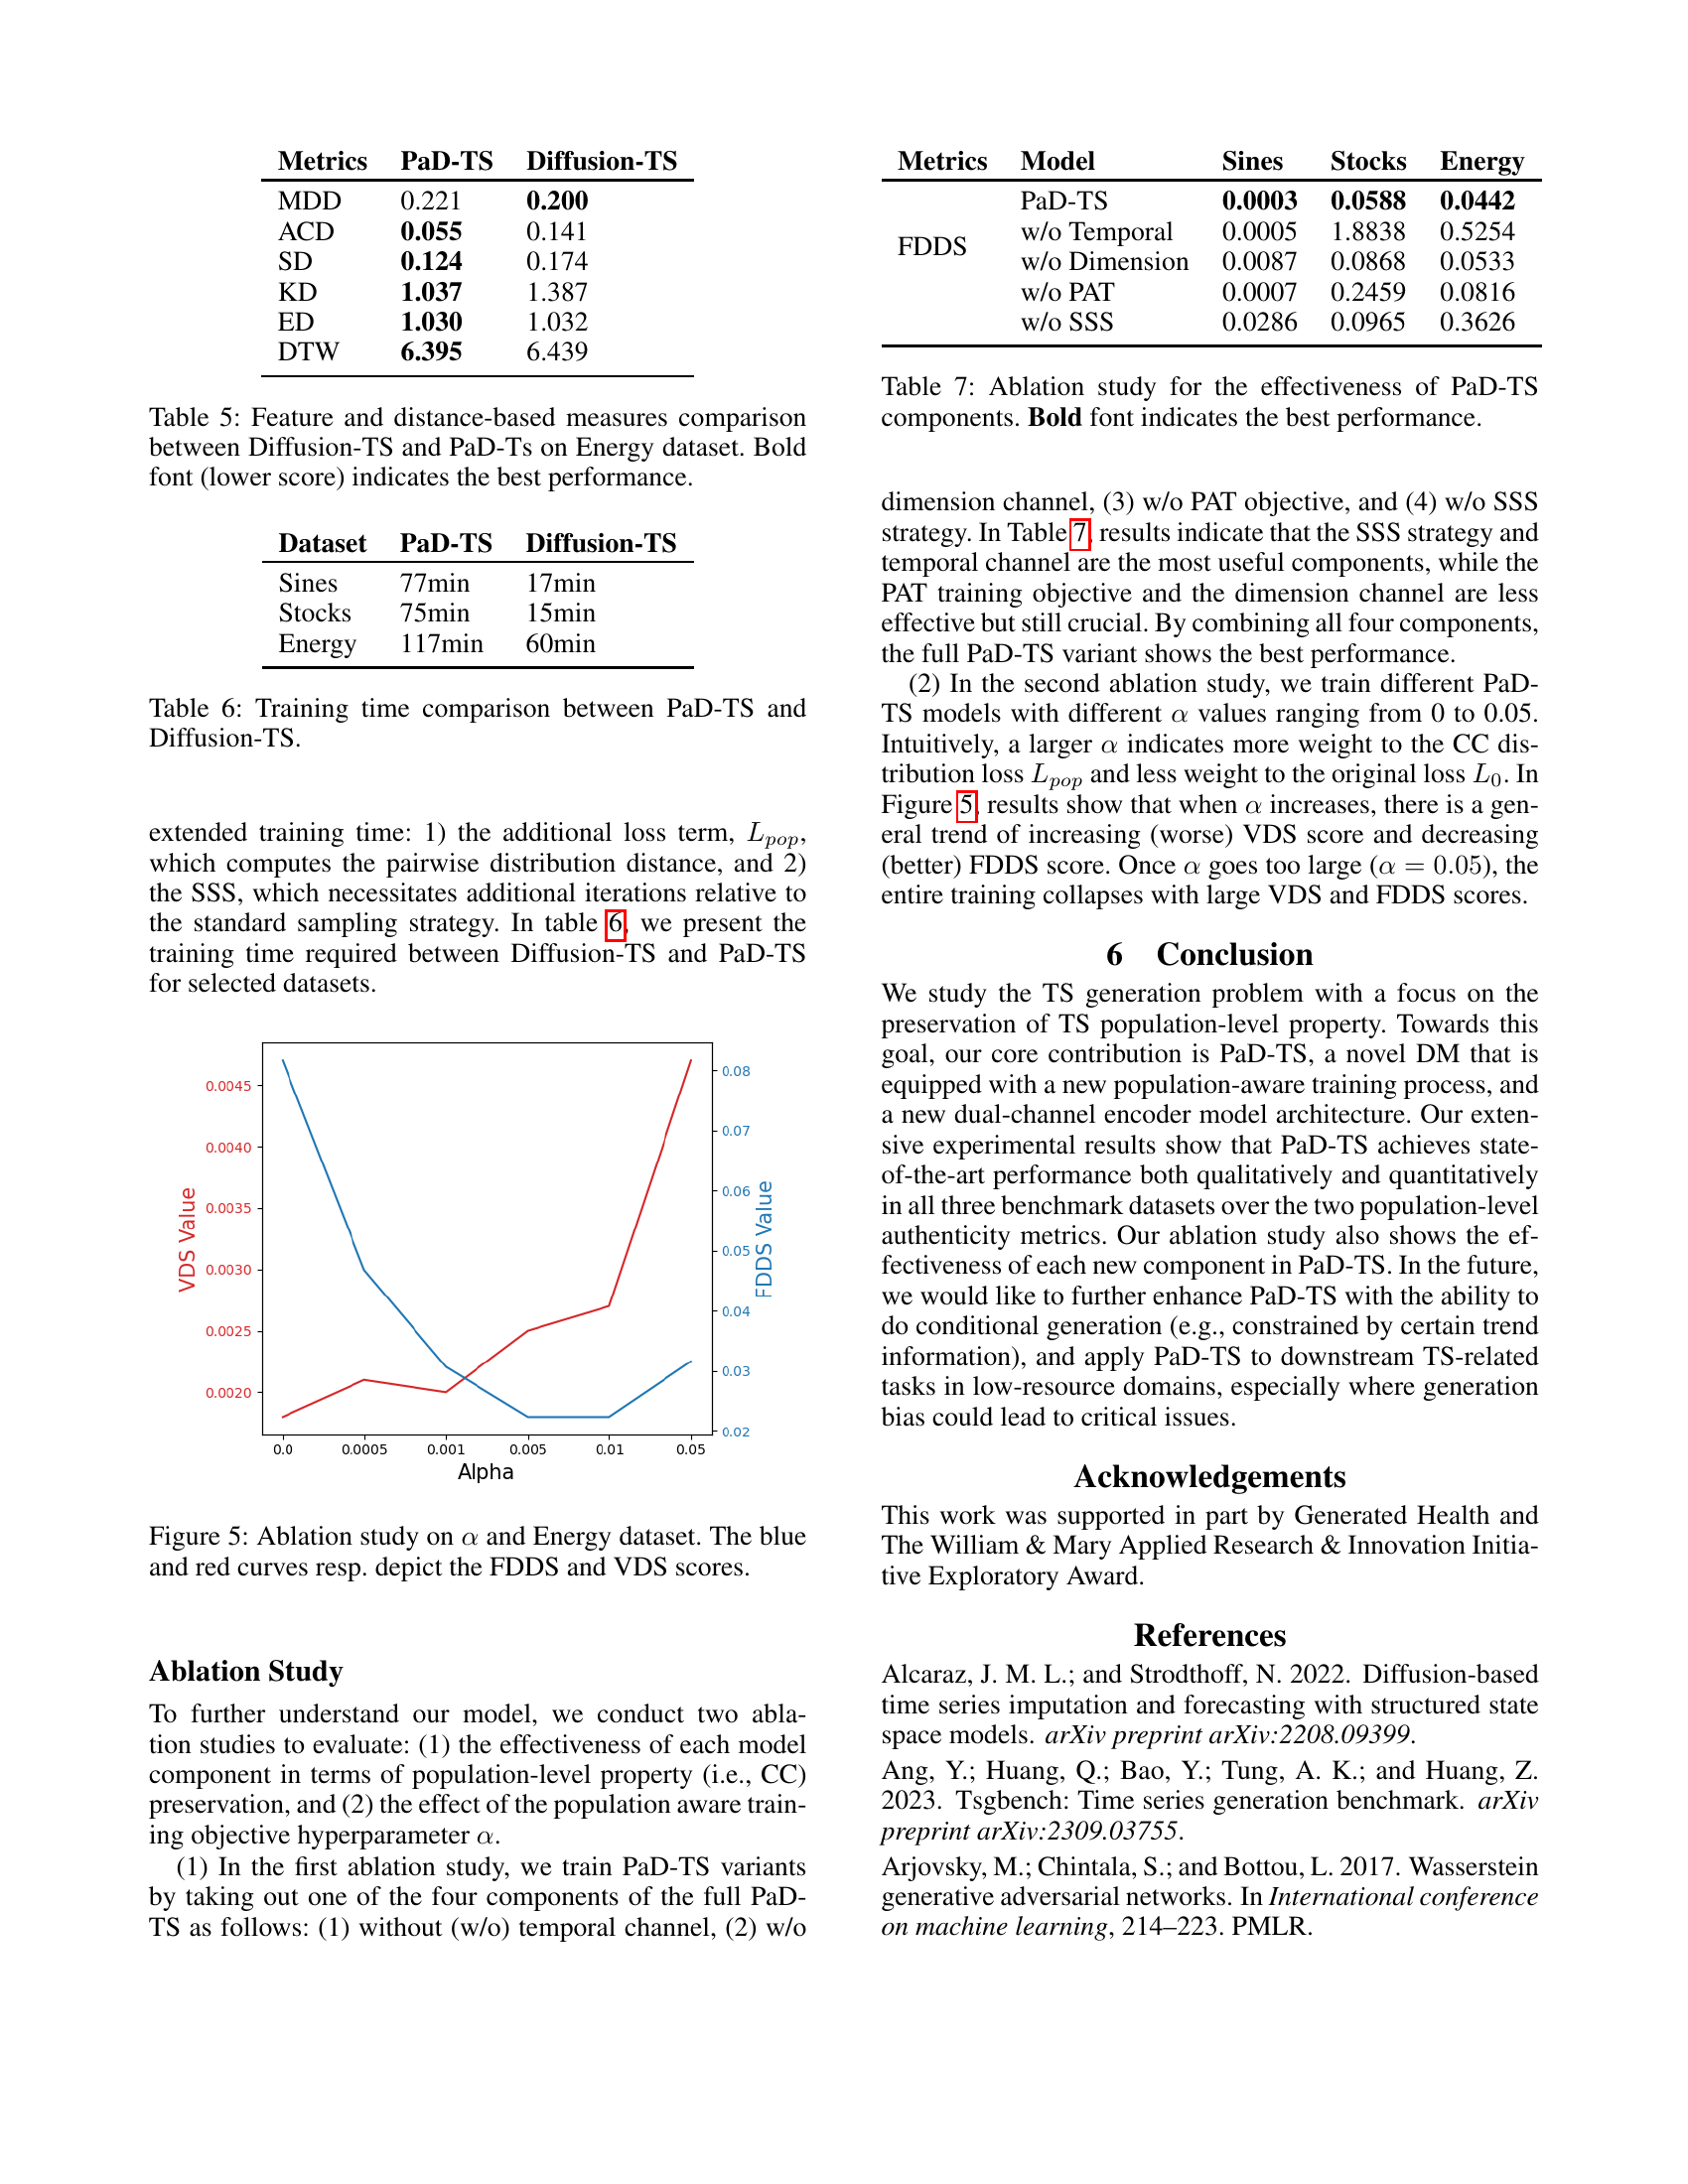 Metrics PaD-TS Diffusion-TS
MDD 0.221 0.200
ACD 0.055 0.141
SD 0.124 0.174
KD 1.037 1.387
ED 1.030 1.032
DTW 6.395 6.439
Table 5: Feature and distance-based measures comparison
between Diffusion-TS and PaD-Ts on Energy dataset. Bold
font (lower score) indicates the best performance.
Dataset PaD-TS Diffusion-TS
Sines 77min 17min
Stocks 75min 15min
Energy 117min 60min
Table 6: Training time comparison between PaD-TS and
Diffusion-TS.
extended training time: 1) the additional loss term, L_pop,
which computes the pairwise distribution distance, and 2)
the SSS, which necessitates additional iterations relative to
the standard sampling strategy. In table 6, we present the
training time required between Diffusion-TS and PaD-TS
for selected datasets.
VDS Value
0.0045
0.0040
0.0035
0.0030
0.0025
0.0020
0.08
0.07
0.06
0.05
0.04
0.03
0.02
FDDS Value
0.0 0.0005 0.001 0.005 0.01 0.05
Alpha
Figure 5: Ablation study on α and Energy dataset. The blue
and red curves resp. depict the FDDS and VDS scores.
Ablation Study
To further understand our model, we conduct two abla-
tion studies to evaluate: (1) the effectiveness of each model
component in terms of population-level property (i.e., CC)
preservation, and (2) the effect of the population aware train-
ing objective hyperparameter α.
(1) In the first ablation study, we train PaD-TS variants
by taking out one of the four components of the full PaD-
TS as follows: (1) without (w/o) temporal channel, (2) w/o
Metrics Model Sines Stocks Energy
FDDS
PaD-TS 0.0003 0.0588 0.0442
w/o Temporal 0.0005 1.8838 0.5254
w/o Dimension 0.0087 0.0868 0.0533
w/o PAT 0.0007 0.2459 0.0816
w/o SSS 0.0286 0.0965 0.3626
Table 7: Ablation study for the effectiveness of PaD-TS
components. Bold font indicates the best performance.
dimension channel, (3) w/o PAT objective, and (4) w/o SSS
strategy. In Table 7, results indicate that the SSS strategy and
temporal channel are the most useful components, while the
PAT training objective and the dimension channel are less
effective but still crucial. By combining all four components,
the full PaD-TS variant shows the best performance.
(2) In the second ablation study, we train different PaD-
TS models with different α values ranging from 0 to 0.05.
Intuitively, a larger α indicates more weight to the CC dis-
tribution loss L_pop and less weight to the original loss L_0. In
Figure 5, results show that when α increases, there is a gen-
eral trend of increasing (worse) VDS score and decreasing
(better) FDDS score. Once α goes too large (α = 0.05), the
entire training collapses with large VDS and FDDS scores.
6 Conclusion
We study the TS generation problem with a focus on the
preservation of TS population-level property. Towards this
goal, our core contribution is PaD-TS, a novel DM that is
equipped with a new population-aware training process, and
a new dual-channel encoder model architecture. Our exten-
sive experimental results show that PaD-TS achieves state-
of-the-art performance both qualitatively and quantitatively
in all three benchmark datasets over the two population-level
authenticity metrics. Our ablation study also shows the ef-
fectiveness of each new component in PaD-TS. In the future,
we would like to further enhance PaD-TS with the ability to
do conditional generation (e.g., constrained by certain trend
information), and apply PaD-TS to downstream TS-related
tasks in low-resource domains, especially where generation
bias could lead to critical issues.
Acknowledgements
This work was supported in part by Generated Health and
The William & Mary Applied Research & Innovation Initia-
tive Exploratory Award.
References
Alcaraz, J. M. L.; and Strodthoff, N. 2022. Diffusion-based
time series imputation and forecasting with structured state
space models. arXiv preprint arXiv:2208.09399.
Ang, Y.; Huang, Q.; Bao, Y.; Tung, A. K.; and Huang, Z.
2023. Tsgbench: Time series generation benchmark. arXiv
preprint arXiv:2309.03755.
Arjovsky, M.; Chintala, S.; and Bottou, L. 2017. Wasserstein
generative adversarial networks. In International conference
on machine learning, 214–223. PMLR.